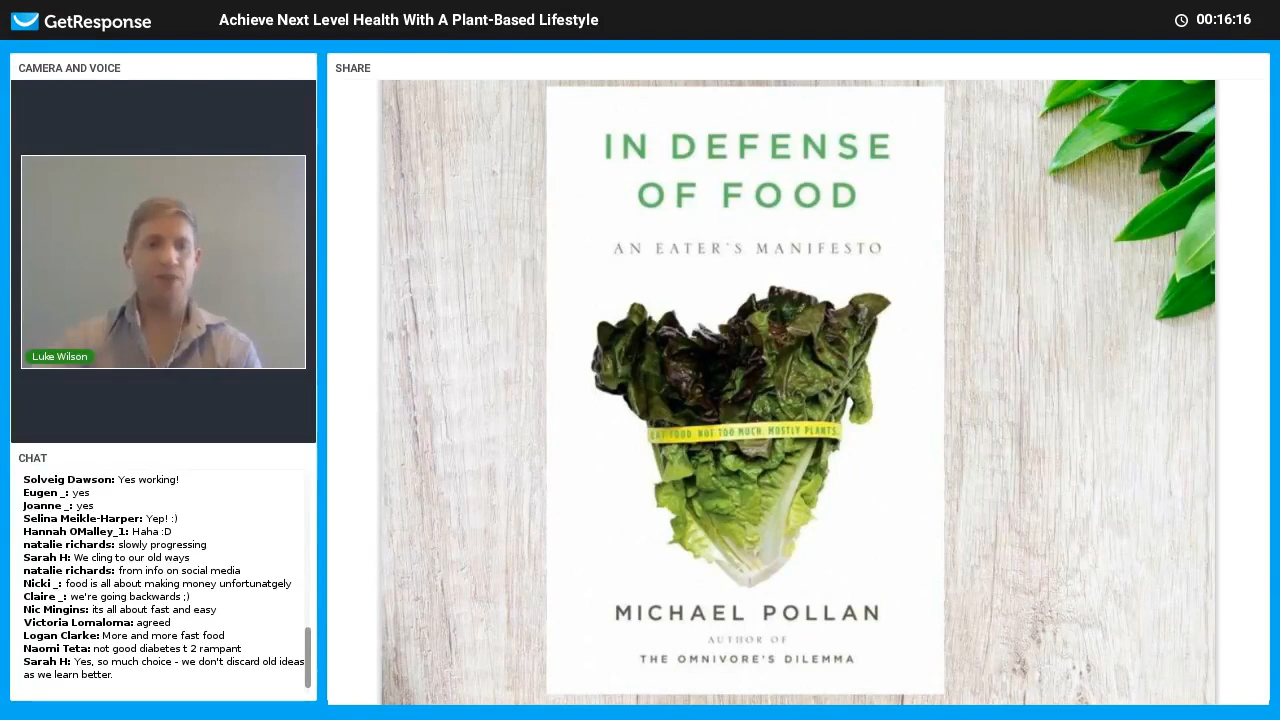 GetResponse
Achieve Next Level Health With A Plant-Based Lifestyle
00:16:16
CAMERA AND VOICE
Luke Wilson
CHAT
Solveig Dawson: Yes working!
Eugen _: yes
Joanne _: yes
Selina Meikle-Harper: Yep! :)
Hannah OMalley_1: Haha :D
natalie richards: slowly progressing
Sarah H: We cling to our old ways
natalie richards: from info on social media
Nicki _: food is all about making money unfortunatgely
Claire _: we're going backwards ;)
Nic Mingins: its all about fast and easy
Victoria Lomaloma: agreed
Logan Clarke: More and more fast food
Naomi Teta: not good diabetes t 2 rampant
Sarah H: Yes, so much choice - we don't discard old ideas
as we learn better.
SHARE
IN DEFENSE
OF FOOD
AN EATER'S MANIFESTO
EAT FOOD. NOT TOO MUCH. MOSTLY PLANTS.
MICHAEL POLLAN
AUTHOR OF
THE OMNIVORE'S DILEMMA